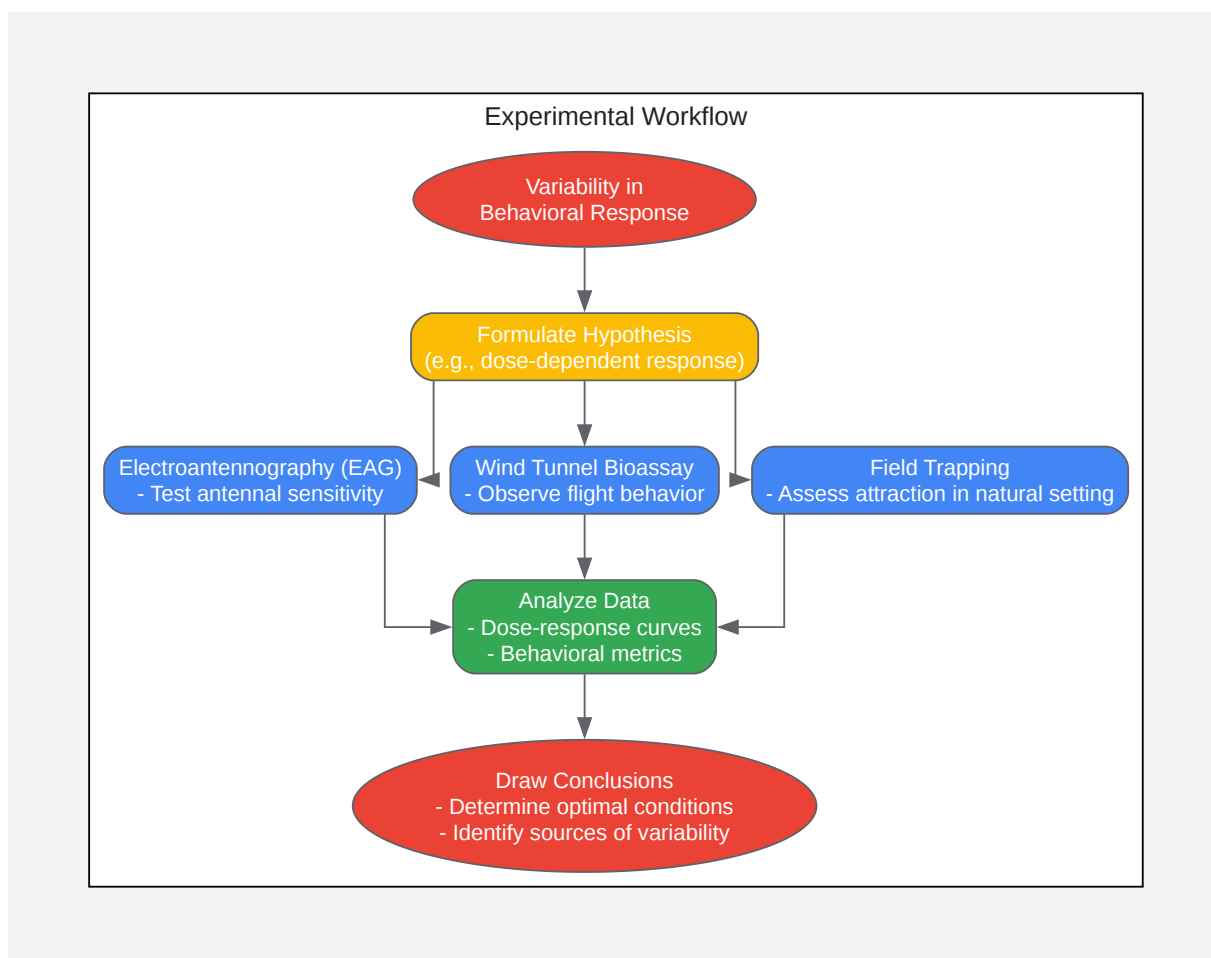 Experimental Workflow
Variability in
Behavioral Response
Formulate Hypothesis
(e.g., dose-dependent response)
Electroantennography (EAG)
- Test antennal sensitivity
Wind Tunnel Bioassay
- Observe flight behavior
Field Trapping
- Assess attraction in natural setting
Analyze Data
- Dose-response curves
- Behavioral metrics
Draw Conclusions
- Determine optimal conditions
- Identify sources of variability